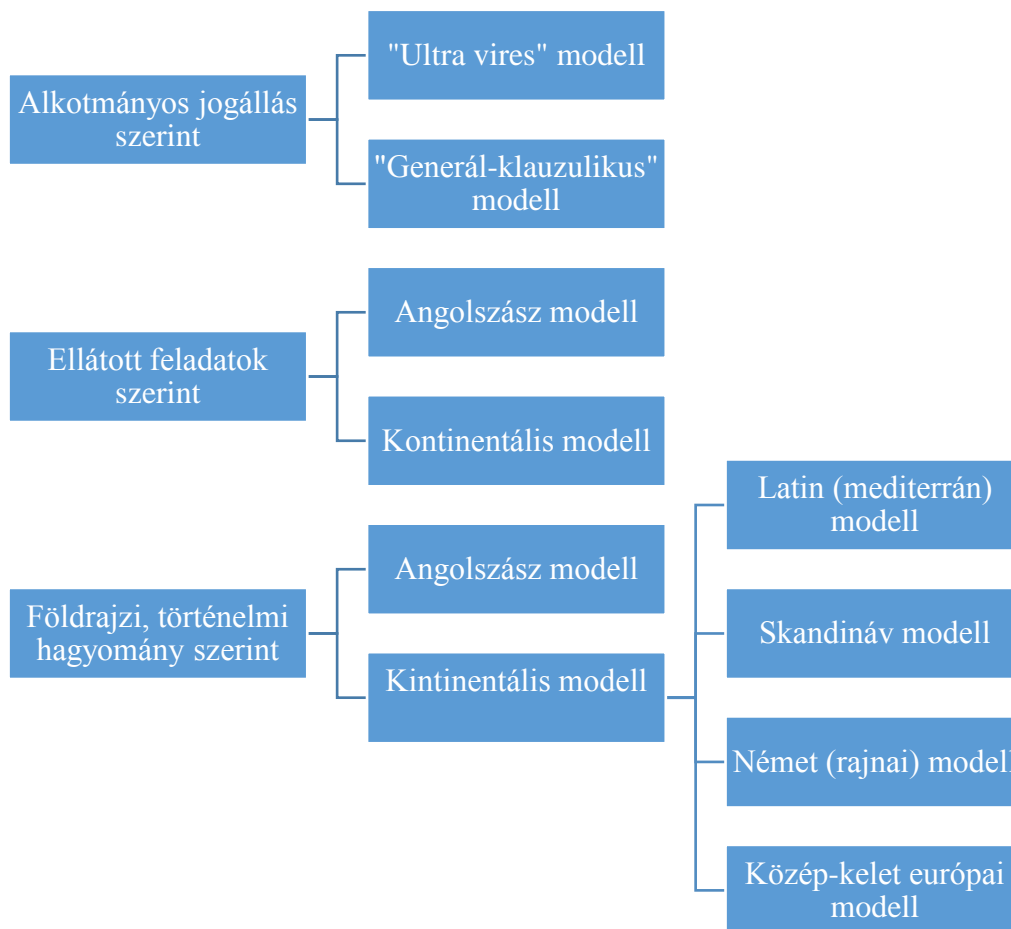 Alkotmányos jogállás
szerint
"Ultra vires" modell
"Generál-klauzulikus"
modell
Ellátott feladatok
szerint
Angolszász modell
Kontinentális modell
Földrajzi, történelmi
hagyomány szerint
Angolszász modell
Kintinentális modell
Latin (mediterrán)
modell
Skandináv modell
Német (rajnai) modell
Közép-kelet európai
modell